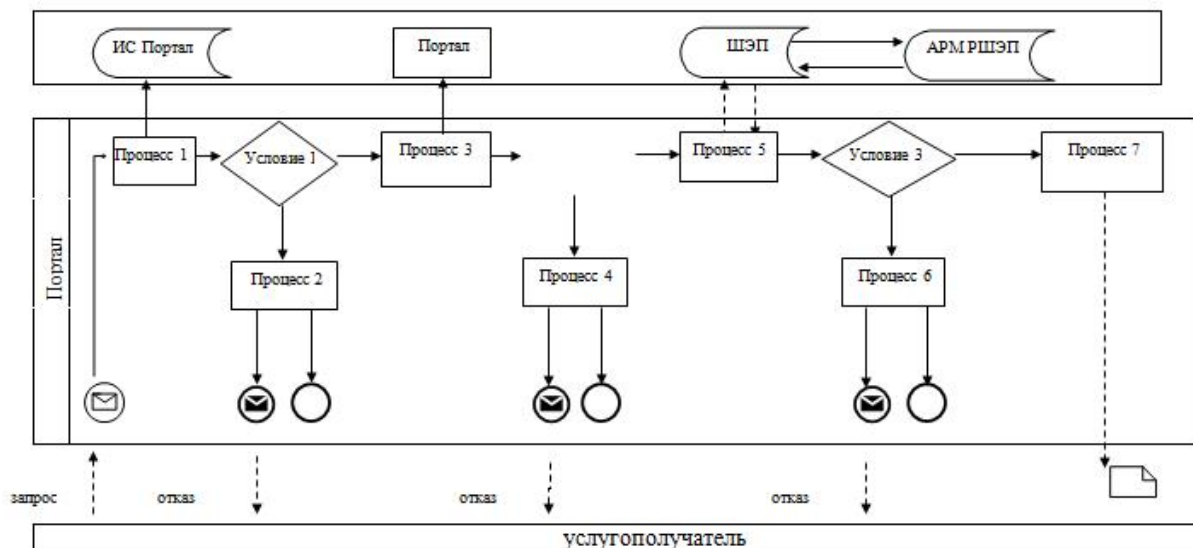 ИС Портал
Портал
ШЭП
АРМ РШЭП
Процесс 1
Условие 1
Процесс 3
Процесс 5
Условие 3
Процесс 7
Портал
Процесс 2
Процесс 4
Процесс 6
запрос
отказ
отказ
отказ
услугополучатель